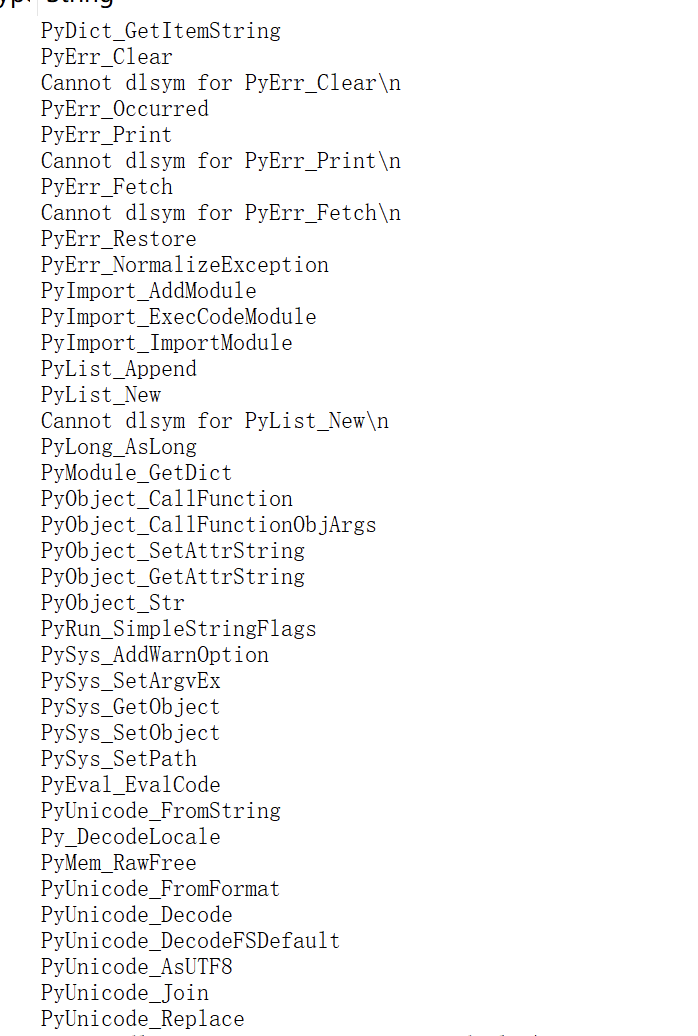 String
PyDict_GetItemString
PyErr_Clear
Cannot dlsym for PyErr_Clear\n
PyErr_Occurred
PyErr_Print
Cannot dlsym for PyErr_Print\n
PyErr_Fetch
Cannot dlsym for PyErr_Fetch\n
PyErr_Restore
PyErr_NormalizeException
PyImport_AddModule
PyImport_ExecCodeModule
PyImport_ImportModule
PyList_Append
PyList_New
Cannot dlsym for PyList_New\n
PyLong_AsLong
PyModule_GetDict
PyObject_CallFunction
PyObject_CallFunctionObjArgs
PyObject_SetAttrString
PyObject_GetAttrString
PyObject_Str
PyRun_SimpleStringFlags
PySys_AddWarnOption
PySys_SetArgvEx
PySys_GetObject
PySys_SetObject
PySys_SetPath
PyEval_EvalCode
PyUnicode_FromString
Py_DecodeLocale
PyMem_RawFree
PyUnicode_FromFormat
PyUnicode_Decode
PyUnicode_DecodeFSDefault
PyUnicode_AsUTF8
PyUnicode_Join
PyUnicode_Replace